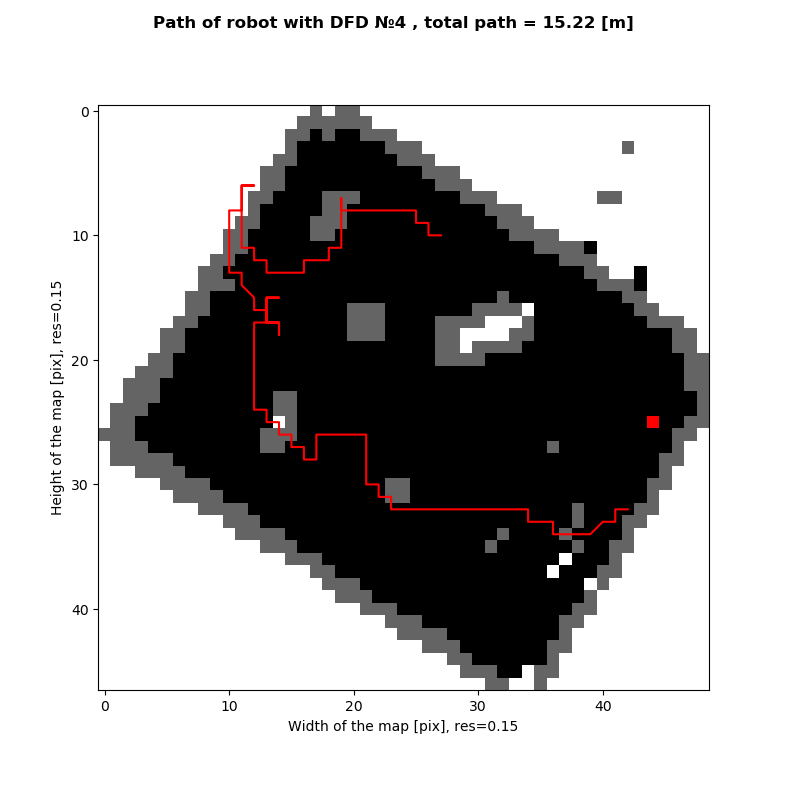 Path of robot with DFD №4 , total path = 15.22 [m]
0
10
20
30
40
Height of the map [pix], res=0.15
0 10 20 30 40
Width of the map [pix], res=0.15